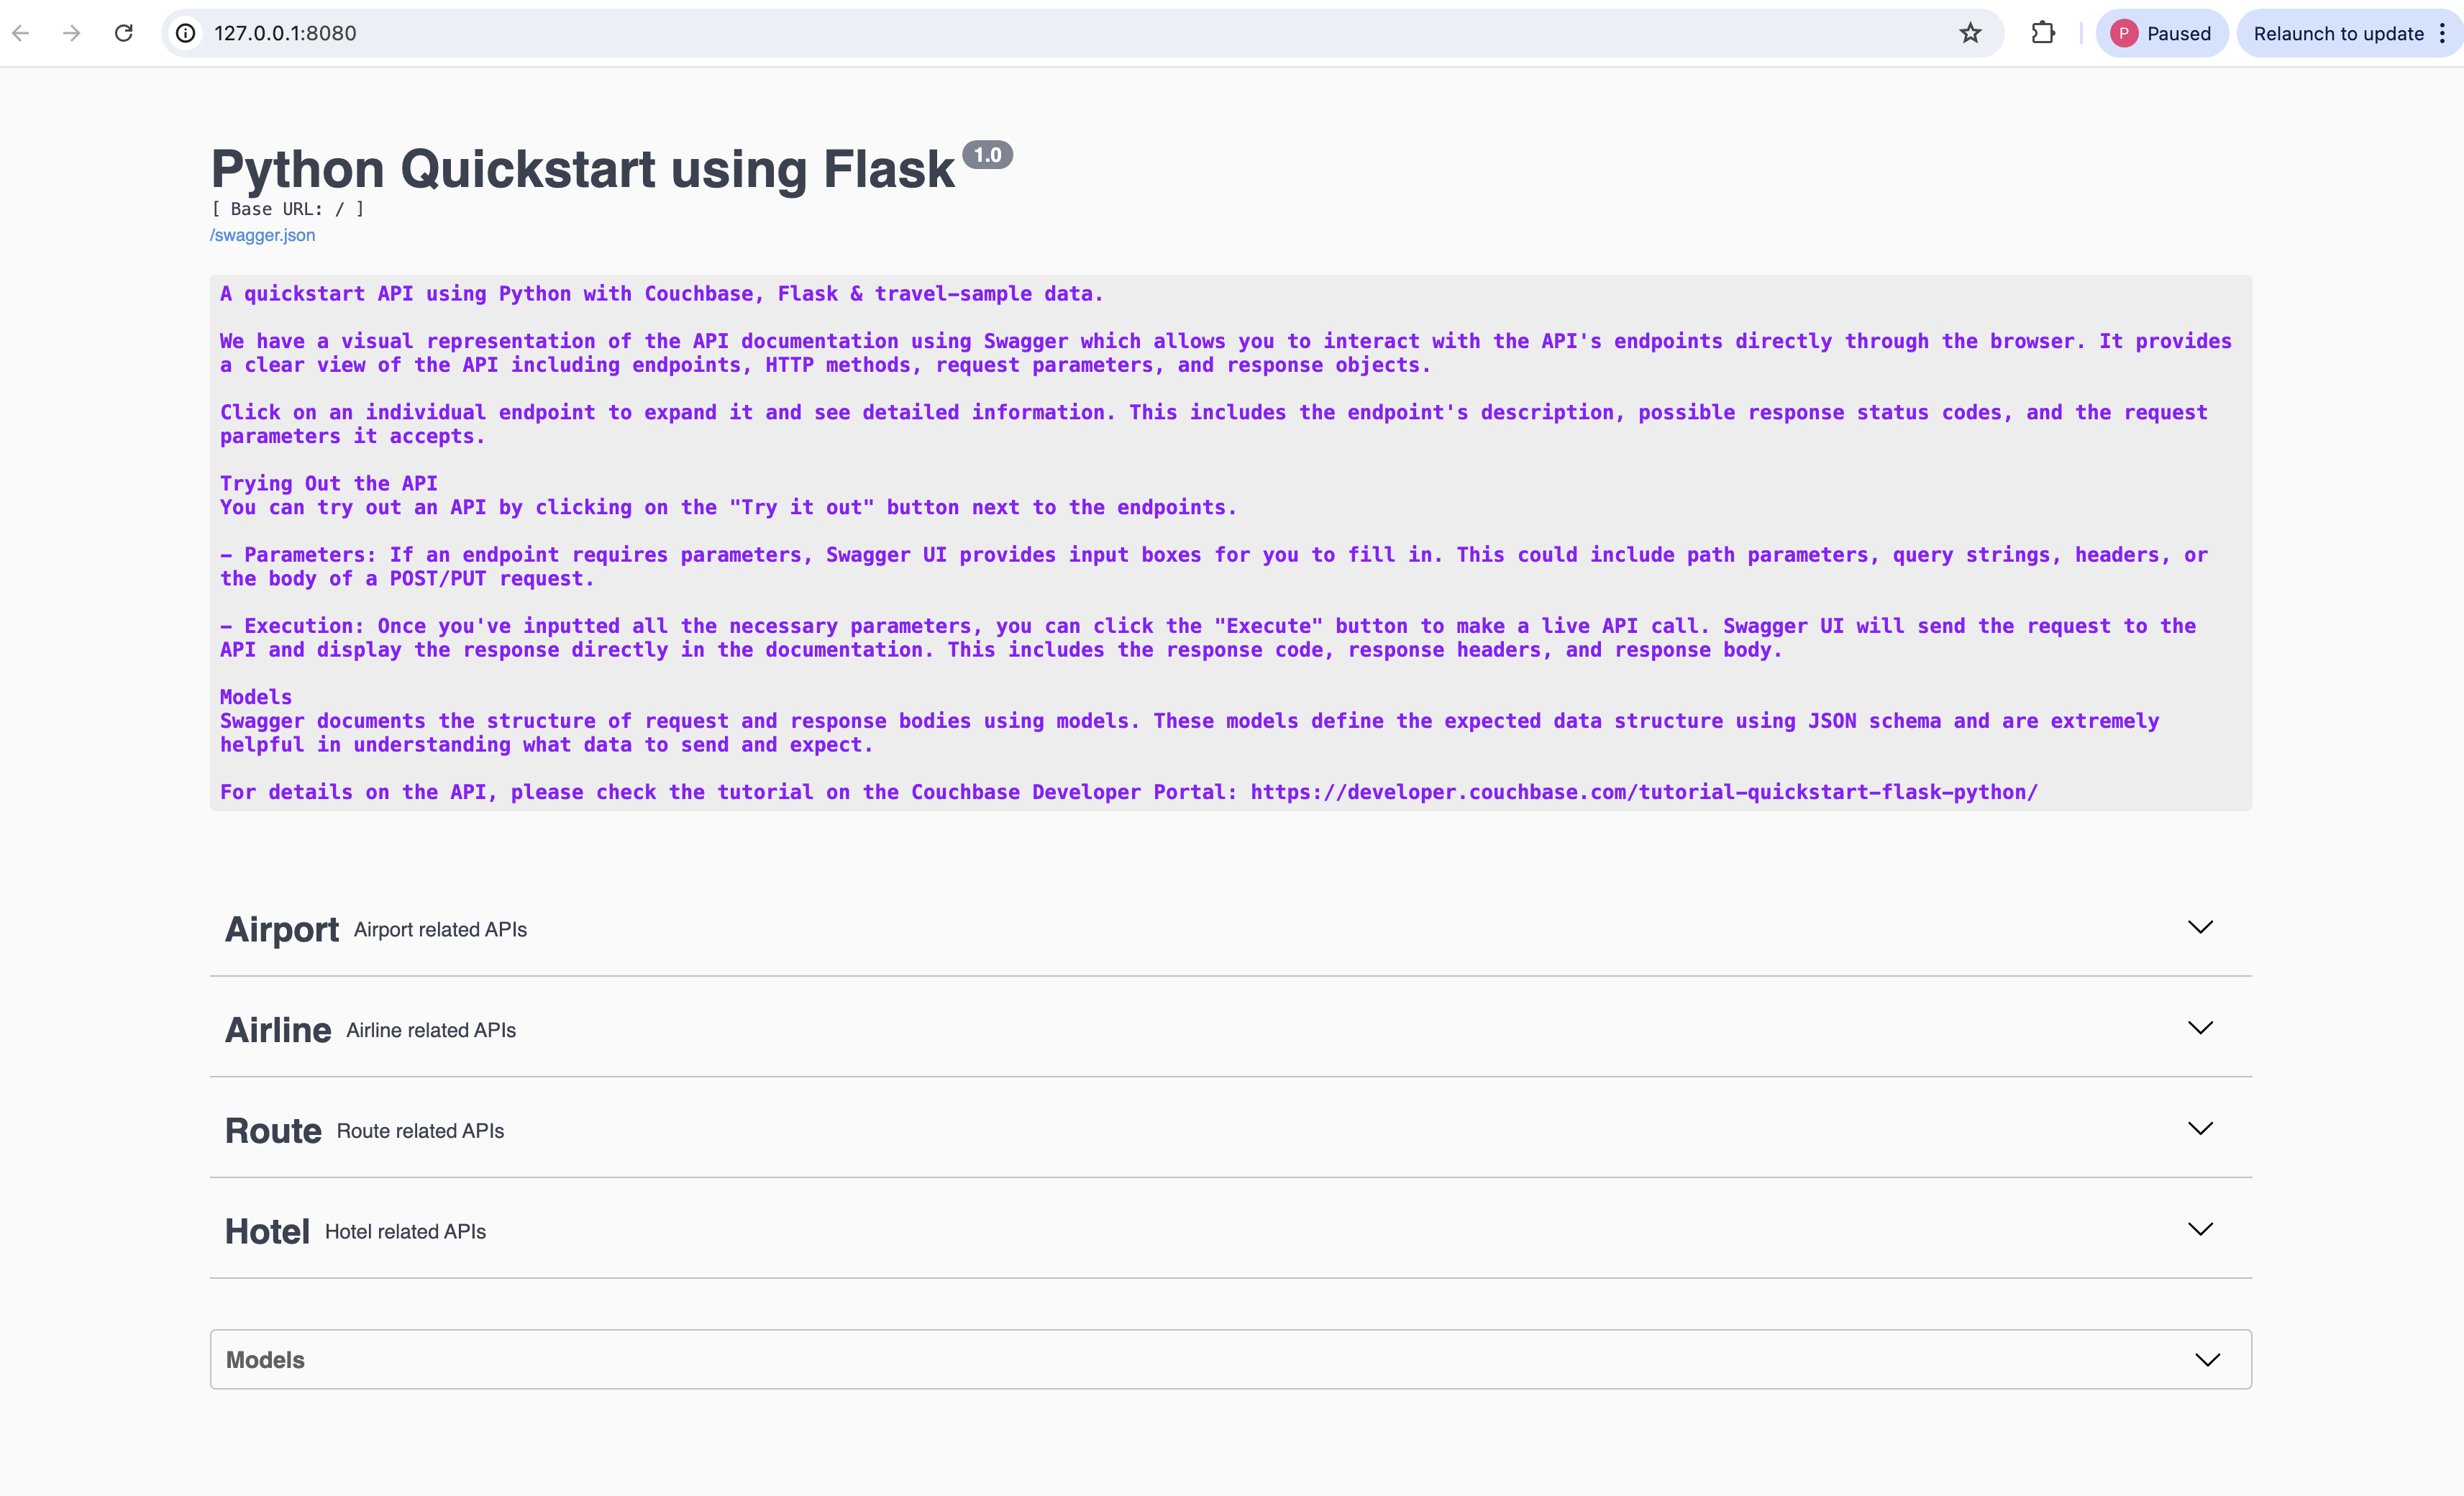 127.0.0.1:8080
P Paused
Relaunch to update
Python Quickstart using Flask 1.0
[ Base URL: / ]
/swagger.json
A quickstart API using Python with Couchbase, Flask & travel-sample data.
We have a visual representation of the API documentation using Swagger which allows you to interact with the API's endpoints directly through the browser. It provides
a clear view of the API including endpoints, HTTP methods, request parameters, and response objects.
Click on an individual endpoint to expand it and see detailed information. This includes the endpoint's description, possible response status codes, and the request
parameters it accepts.
Trying Out the API
You can try out an API by clicking on the "Try it out" button next to the endpoints.
- Parameters: If an endpoint requires parameters, Swagger UI provides input boxes for you to fill in. This could include path parameters, query strings, headers, or
the body of a POST/PUT request.
- Execution: Once you've inputted all the necessary parameters, you can click the "Execute" button to make a live API call. Swagger UI will send the request to the
API and display the response directly in the documentation. This includes the response code, response headers, and response body.
Models
Swagger documents the structure of request and response bodies using models. These models define the expected data structure using JSON schema and are extremely
helpful in understanding what data to send and expect.
For details on the API, please check the tutorial on the Couchbase Developer Portal: https://developer.couchbase.com/tutorial-quickstart-flask-python/
Airport Airport related APIs
Airline Airline related APIs
Route Route related APIs
Hotel Hotel related APIs
Models